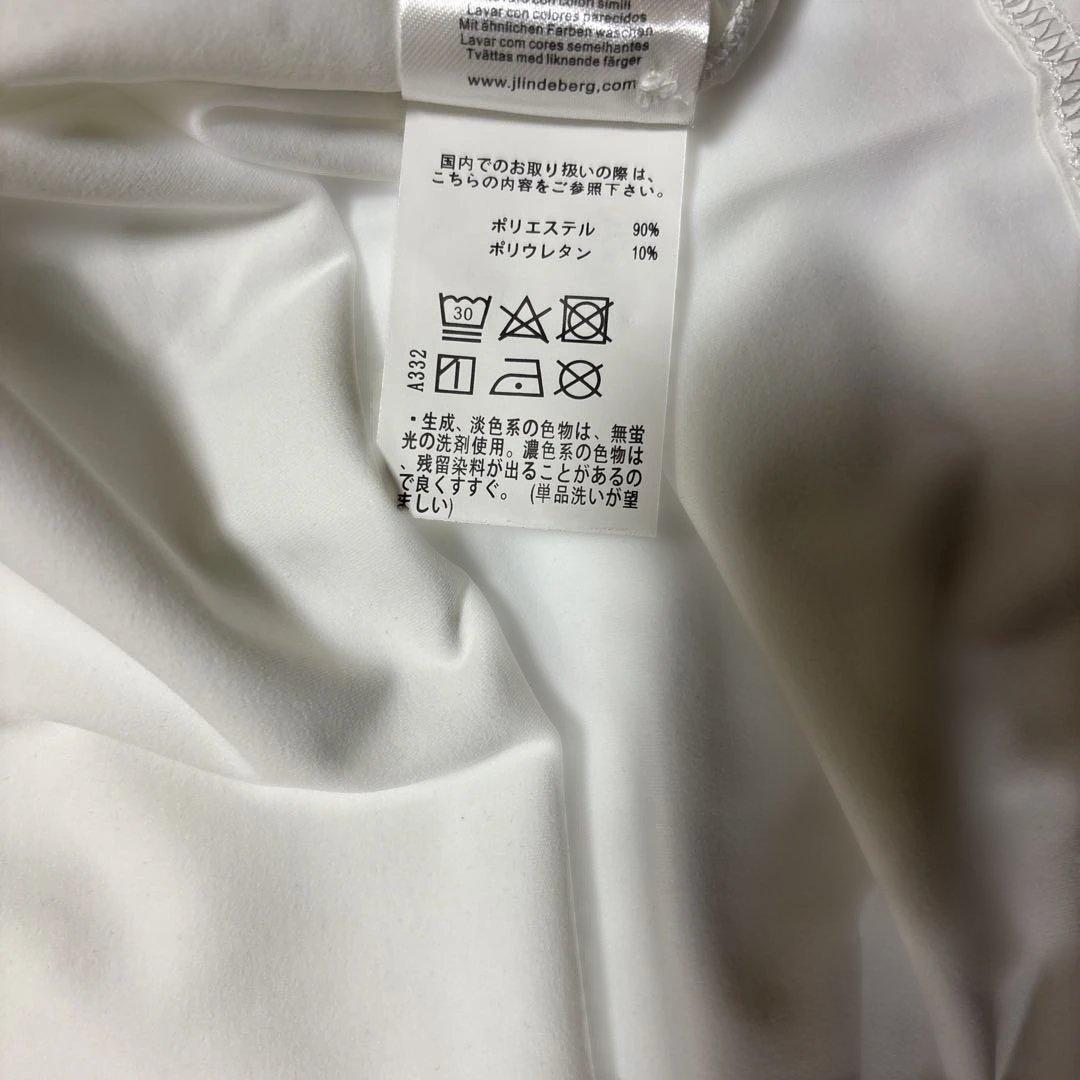 con colori simili
Lavar con colores parecidos
Mit ähnlichen Farben waschen
Lavar com cores semelhantes
Tvättas med liknande färger
www.jlindeberg.com
国内でのお取り扱いの際は、
こちらの内容をご参照下さい。
ポリエステル 90%
ポリウレタン 10%
30
A332
・生成、淡色系の色物は、無蛍
光の洗剤使用。濃色系の色物は
、残留染料が出ることがあるの
で良くすすぐ。 (単品洗いが望
ましい)